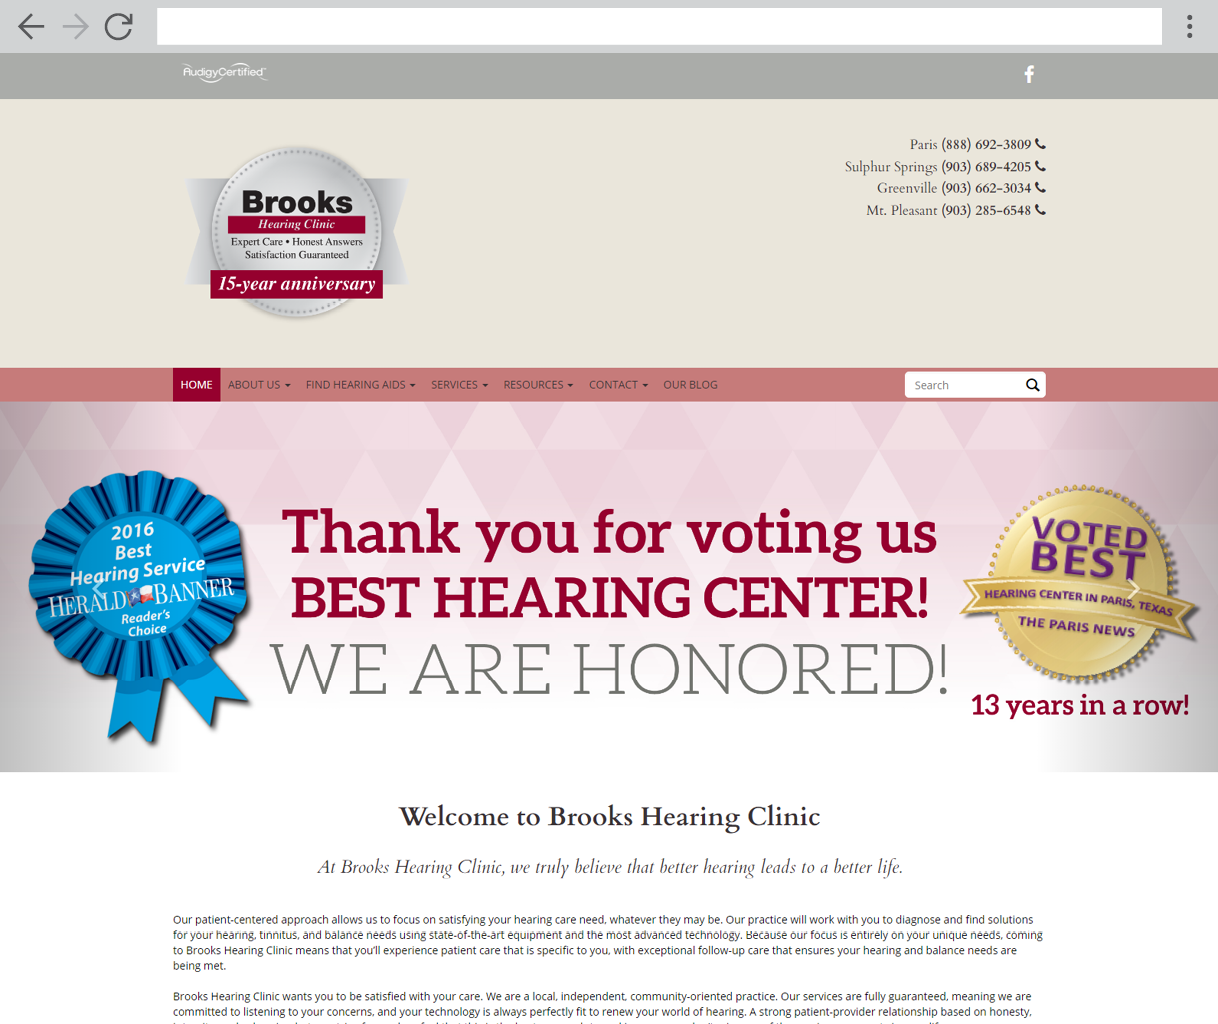 AudigyCertified™
Paris (888) 692-3809
Sulphur Springs (903) 689-4205
Greenville (903) 662-3034
Mt. Pleasant (903) 285-6548
Brooks
Hearing Clinic
Expert Care • Honest Answers
Satisfaction Guaranteed
15-year anniversary
HOME ABOUT US FIND HEARING AIDS SERVICES RESOURCES CONTACT OUR BLOG Search
2016
Best
Hearing Service
HERALD BANNER
Reader's
Choice
Thank you for voting us
BEST HEARING CENTER!
WE ARE HONORED!
VOTED
BEST
HEARING CENTER IN PARIS, TEXAS
THE PARIS NEWS
13 years in a row!
Welcome to Brooks Hearing Clinic
At Brooks Hearing Clinic, we truly believe that better hearing leads to a better life.
Our patient-centered approach allows us to focus on satisfying your hearing care need, whatever they may be. Our practice will work with you to diagnose and find solutions
for your hearing, tinnitus, and balance needs using state-of-the-art equipment and the most advanced technology. Because our focus is entirely on your unique needs, coming
to Brooks Hearing Clinic means that you'll experience patient care that is specific to you, with exceptional follow-up care that ensures your hearing and balance needs are
being met.
Brooks Hearing Clinic wants you to be satisfied with your care. We are a local, independent, community-oriented practice. Our services are fully guaranteed, meaning we are
committed to listening to your concerns, and your technology is always perfectly fit to renew your world of hearing. A strong patient-provider relationship based on honesty,